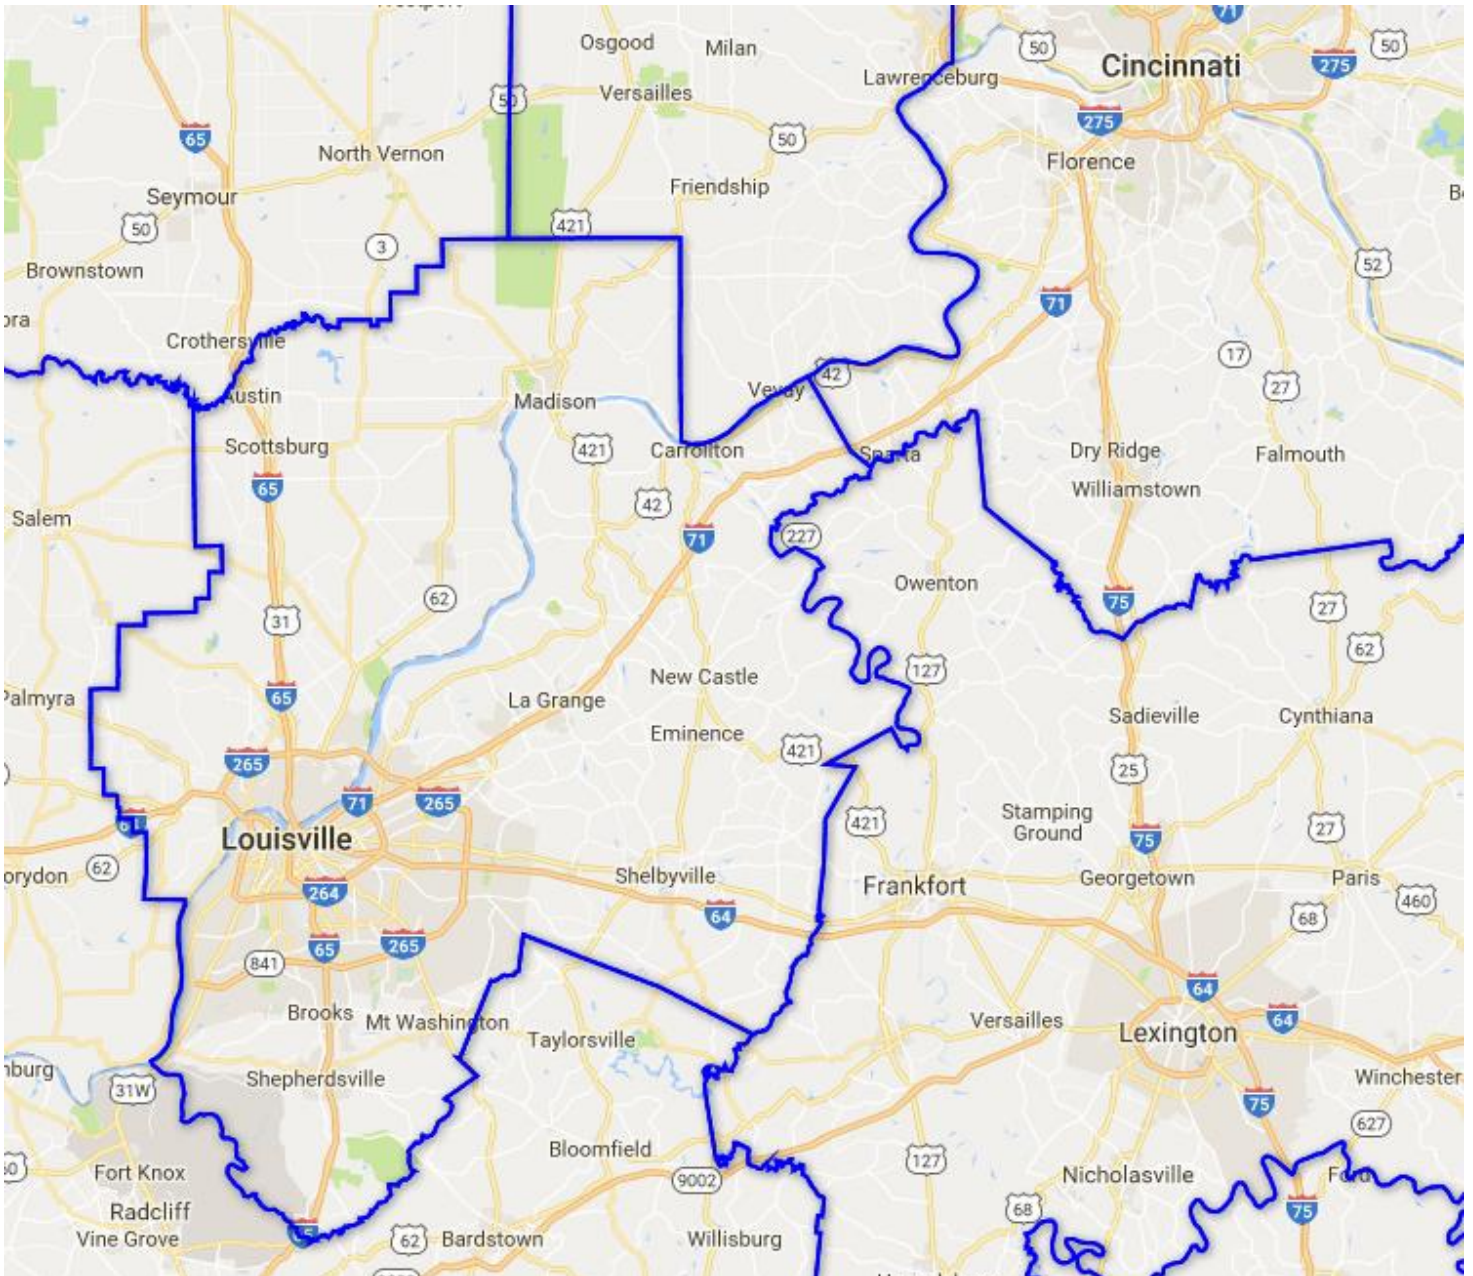 71
50
50
Osgood
Milan
Cincinnati
275
Lawrenceburg
Versailles
50
275
65
50
North Vernon
Florence
Seymour
Friendship
50
421
3
52
Brownstown
71
Crothersville
17
42
27
Vevay
Austin
Madison
Scottsburg
421
Carrollton
Sparta
Dry Ridge
Falmouth
65
42
Williamstown
Salem
71
227
Owenton
62
75
27
31
62
127
New Castle
65
Palmyra
La Grange
Sadieville
Cynthiana
Eminence
421
265
25
71
265
Stamping
Ground
421
27
Louisville
75
62
Shelbyville
Frankfort
Georgetown
Paris
264
460
64
68
65
265
841
64
Brooks
Mt Washington
Versailles
64
Lexington
Taylorsville
31W
Shepherdsville
Winchester
75
627
Bloomfield
127
Fort Knox
9002
Nicholasville
Ford
Radcliff
68
75
Vine Grove
62
Bardstown
Willisburg